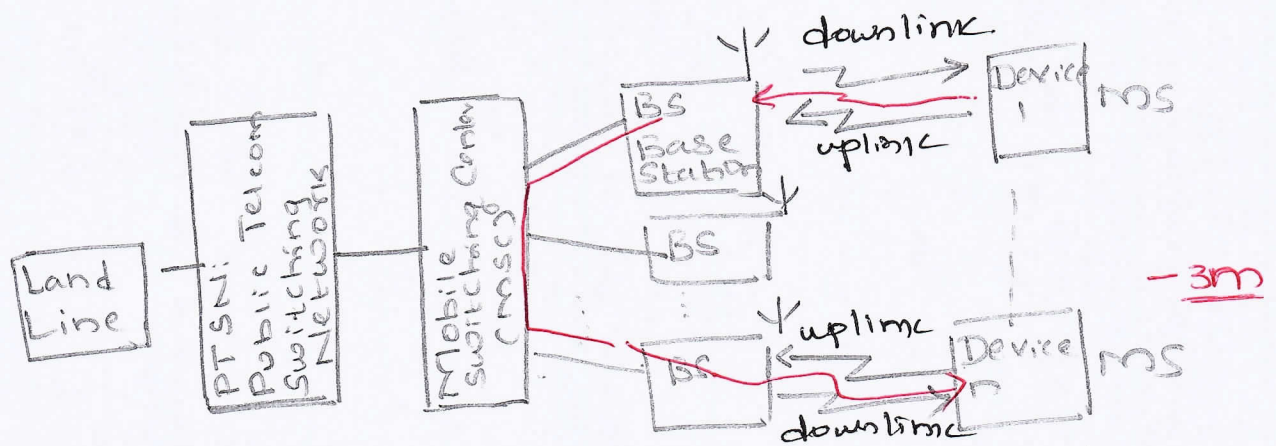 Land
Line
PTSN:
Public Telecom
Switching
Network
Mobile
Switching Center
(MSC)
BS
Base
Station
BS
BS
downlink
uplink
Device
1
MS
uplink
downlink
Device
n
MS
- 3m